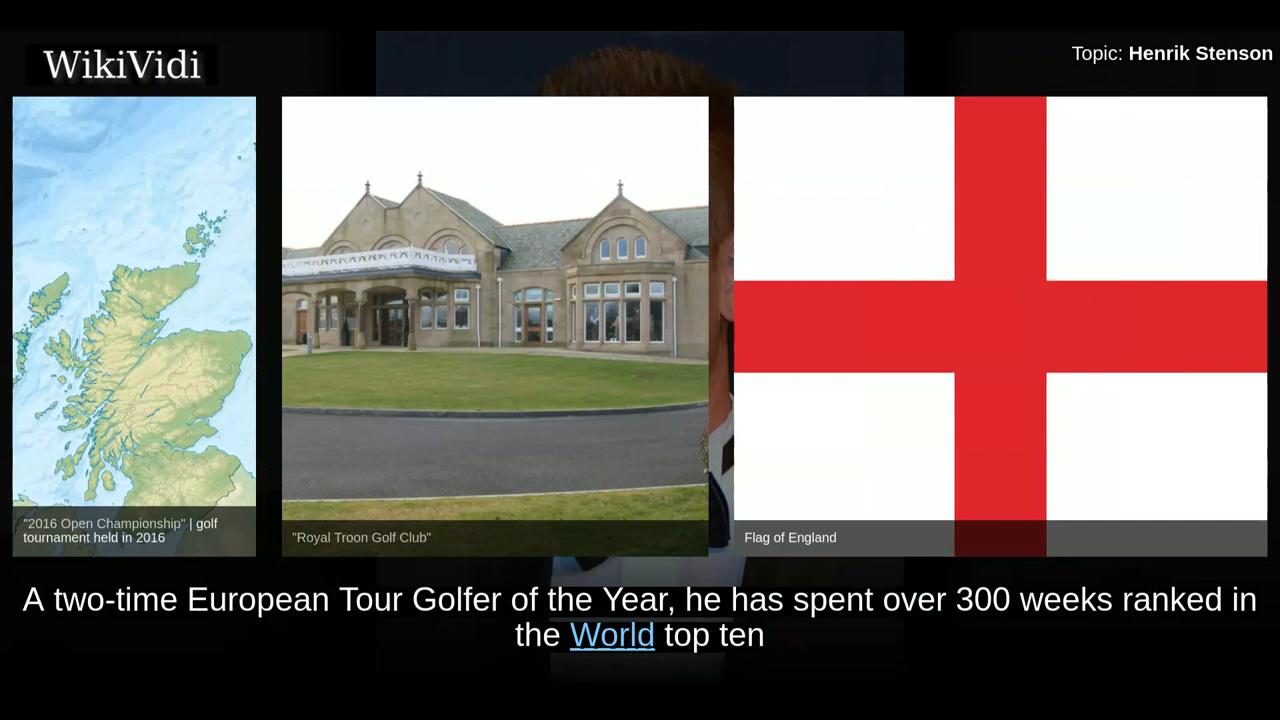 WikiVidi
Topic: Henrik Stenson
"2016 Open Championship" | golf
tournament held in 2016
"Royal Troon Golf Club"
Flag of England
A two-time European Tour Golfer of the Year, he has spent over 300 weeks ranked in
the World top ten